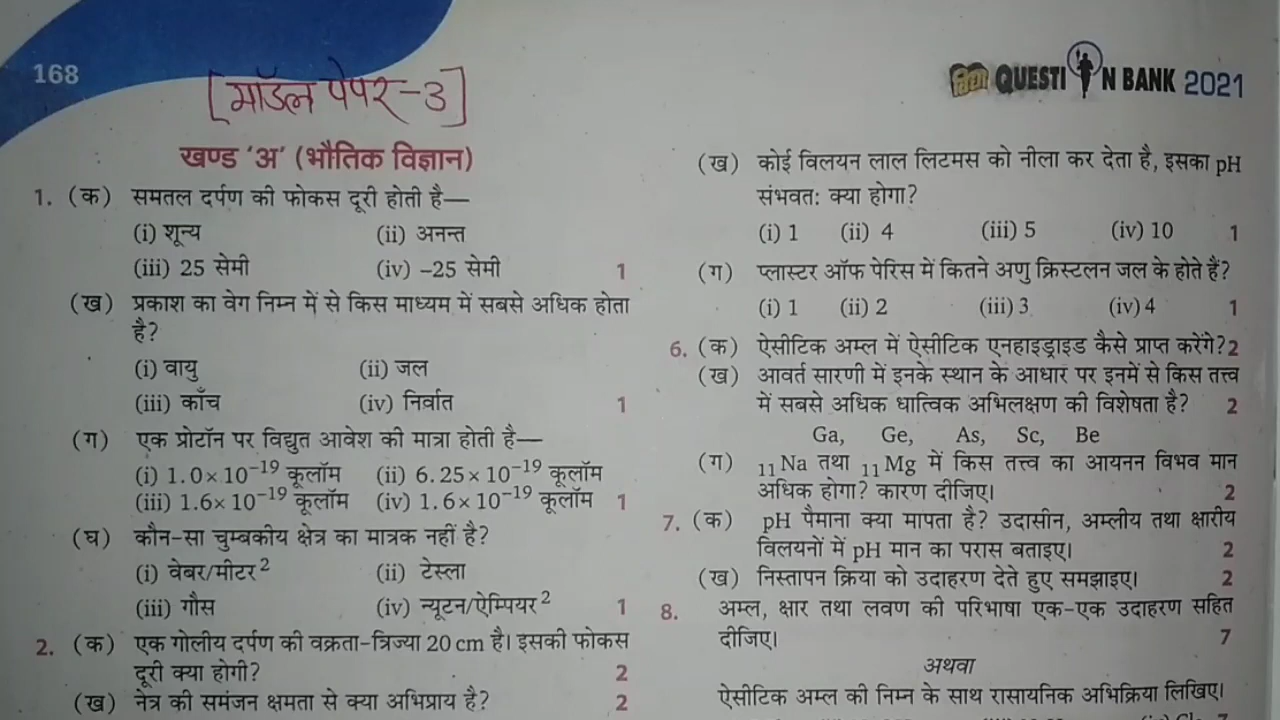 168
[मॉडल पेपर-3]
विद्या QUESTION BANK 2021
खण्ड ‘अ’ (भौतिक विज्ञान)
1. (क) समतल दर्पण की फोकस दूरी होती है—
(i) शून्य (ii) अनन्त
(iii) 25 सेमी (iv) –25 सेमी 1
(ख) प्रकाश का वेग निम्न में से किस माध्यम में सबसे अधिक होता
है?
(i) वायु (ii) जल
(iii) काँच (iv) निर्वात 1
(ग) एक प्रोटॉन पर विद्युत आवेश की मात्रा होती है—
(i) 1.0×10⁻¹⁹ कूलॉम (ii) 6.25×10⁻¹⁹ कूलॉम
(iii) 1.6×10⁻¹⁹ कूलॉम (iv) 1.6×10⁻¹⁹ कूलॉम 1
(घ) कौन-सा चुम्बकीय क्षेत्र का मात्रक नहीं है?
(i) वेबर/मीटर² (ii) टेस्ला
(iii) गौस (iv) न्यूटन/ऐम्पियर² 1
2. (क) एक गोलीय दर्पण की वक्रता-त्रिज्या 20 cm है। इसकी फोकस
दूरी क्या होगी? 2
(ख) नेत्र की समंजन क्षमता से क्या अभिप्राय है? 2
(ख) कोई विलयन लाल लिटमस को नीला कर देता है, इसका pH
संभवतः क्या होगा?
(i) 1 (ii) 4 (iii) 5 (iv) 10 1
(ग) प्लास्टर ऑफ पेरिस में कितने अणु क्रिस्टलन जल के होते हैं?
(i) 1 (ii) 2 (iii) 3 (iv) 4 1
6. (क) ऐसीटिक अम्ल में ऐसीटिक एनहाइड्राइड कैसे प्राप्त करेंगे? 2
(ख) आवर्त सारणी में इनके स्थान के आधार पर इनमें से किस तत्त्व
में सबसे अधिक धात्विक अभिलक्षण की विशेषता है? 2
Ga, Ge, As, Sc, Be
(ग) ₁₁Na तथा ₁₁Mg में किस तत्त्व का आयनन विभव मान
अधिक होगा? कारण दीजिए। 2
7. (क) pH पैमाना क्या मापता है? उदासीन, अम्लीय तथा क्षारीय
विलयनों में pH मान का परास बताइए। 2
(ख) निस्तापन क्रिया को उदाहरण देते हुए समझाइए। 2
8. अम्ल, क्षार तथा लवण की परिभाषा एक-एक उदाहरण सहित
दीजिए। 7
अथवा
ऐसीटिक अम्ल की निम्न के साथ रासायनिक अभिक्रिया लिखिए।